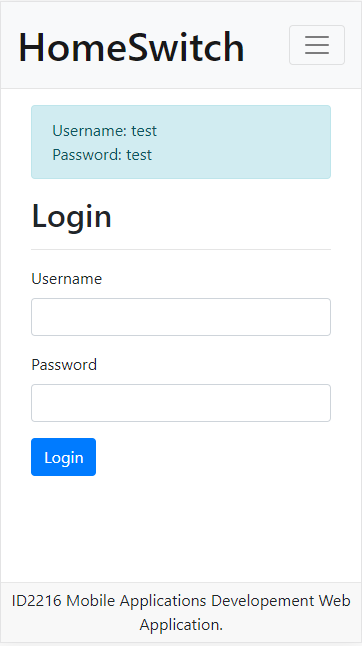 HomeSwitch
Username: test
Password: test
Login
Username
Password
Login
ID2216 Mobile Applications Developement Web
Application.